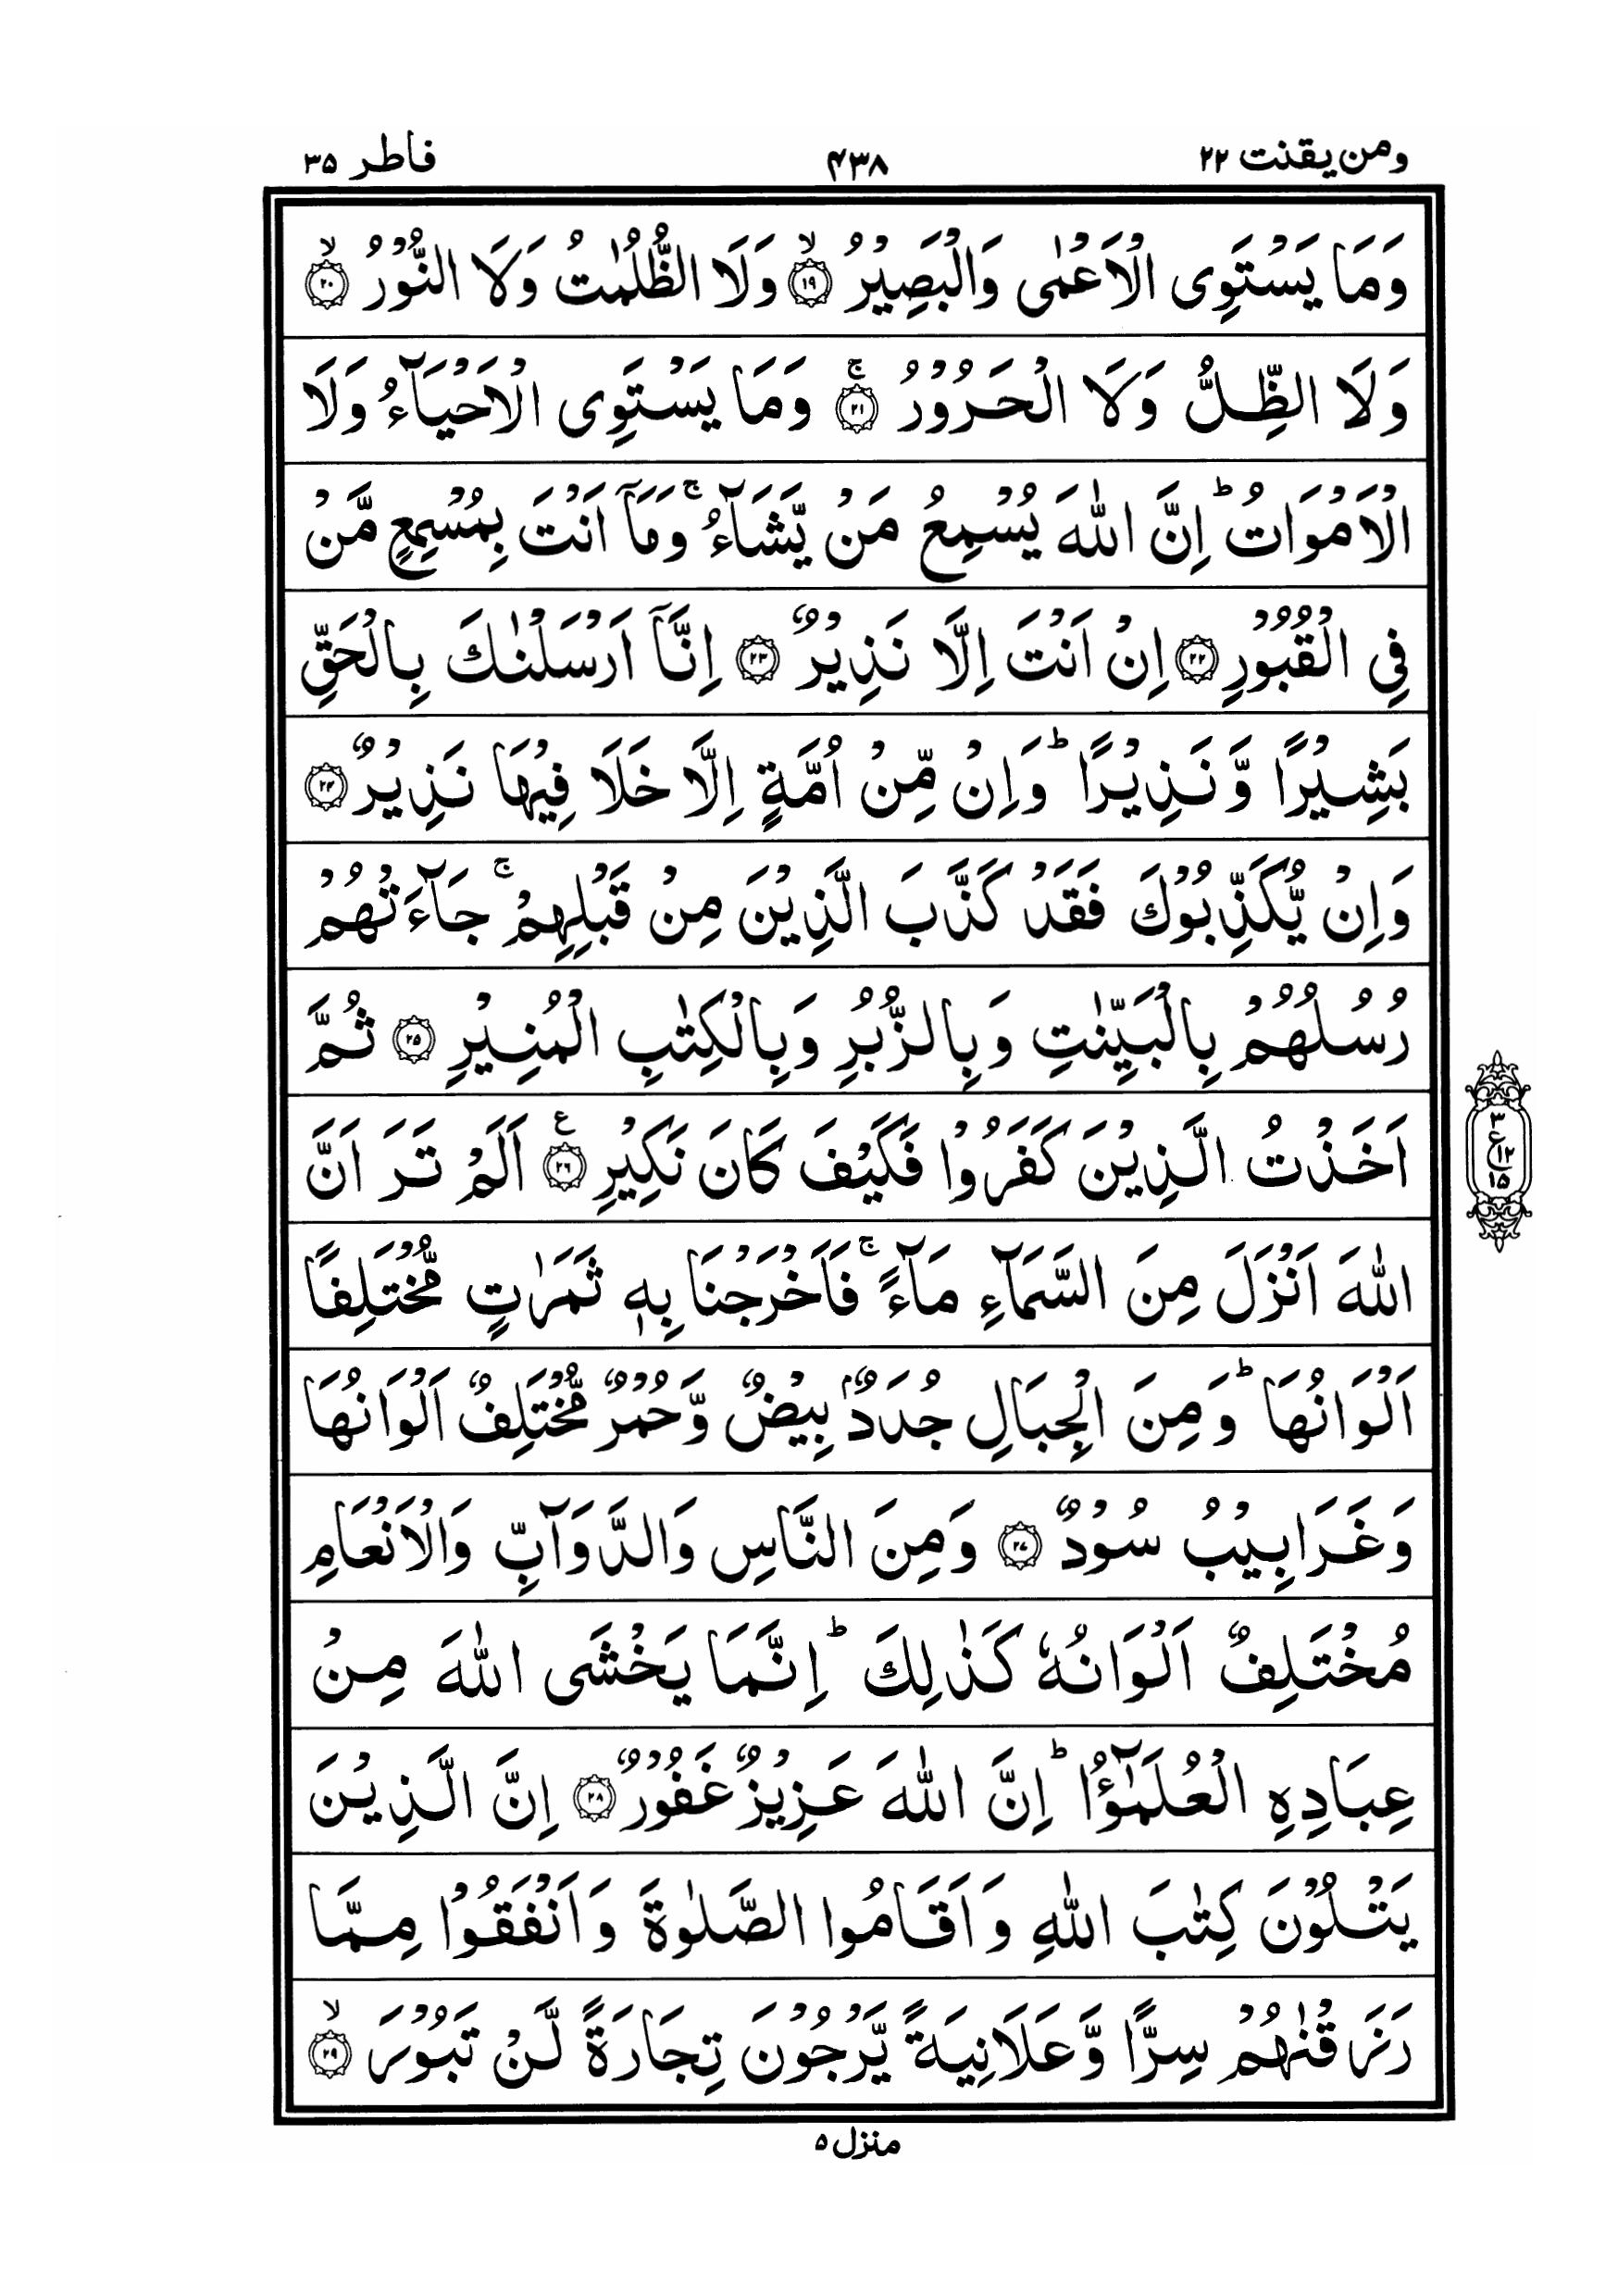 ومن یقنت ۲۲
۴۳۸
فاطر ۳۵
وَمَا یَسْتَوِی الْاَعْمٰی وَالْبَصِیْرُ ۙ﴿۱۹﴾ وَلَا الظُّلُمٰتُ وَلَا النُّوْرُ ۙ﴿۲۰﴾
وَلَا الظِّلُّ وَلَا الْحَرُوْرُ ۚ﴿۲۱﴾ وَمَا یَسْتَوِی الْاَحْیَآءُ وَلَا
الْاَمْوَاتُ ؕ اِنَّ اللّٰهَ یُسْمِعُ مَنْ یَّشَآءُ ۚ وَمَاۤ اَنْتَ بِمُسْمِعٍ مَّنْ
فِی الْقُبُوْرِ ﴿۲۲﴾ اِنْ اَنْتَ اِلَّا نَذِیْرٌ ﴿۲۳﴾ اِنَّاۤ اَرْسَلْنٰكَ بِالْحَقِّ
بَشِیْرًا وَّ نَذِیْرًا ؕ وَاِنْ مِّنْ اُمَّةٍ اِلَّا خَلَا فِیْهَا نَذِیْرٌ ﴿۲۴﴾
وَاِنْ یُّكَذِّبُوْكَ فَقَدْ كَذَّبَ الَّذِیْنَ مِنْ قَبْلِهِمْ ۚ جَآءَتْهُمْ
رُسُلُهُمْ بِالْبَیِّنٰتِ وَبِالزُّبُرِ وَبِالْكِتٰبِ الْمُنِیْرِ ﴿۲۵﴾ ثُمَّ
اَخَذْتُ الَّذِیْنَ كَفَرُوْا فَكَیْفَ كَانَ نَكِیْرِ ﴿۲۶﴾ ع اَلَمْ تَرَ اَنَّ
اللّٰهَ اَنْزَلَ مِنَ السَّمَآءِ مَآءً ۚ فَاَخْرَجْنَا بِهٖ ثَمَرٰتٍ مُّخْتَلِفًا
اَلْوَانُهَا ؕ وَمِنَ الْجِبَالِ جُدَدٌۢ بِیْضٌ وَّحُمْرٌ مُّخْتَلِفٌ اَلْوَانُهَا
وَغَرَابِیْبُ سُوْدٌ ﴿۲۷﴾ وَمِنَ النَّاسِ وَالدَّوَآبِّ وَالْاَنْعَامِ
مُخْتَلِفٌ اَلْوَانُهٗ كَذٰلِكَ ؕ اِنَّمَا یَخْشَی اللّٰهَ مِنْ
عِبَادِهِ الْعُلَمٰٓؤُا ؕ اِنَّ اللّٰهَ عَزِیْزٌ غَفُوْرٌ ﴿۲۸﴾ اِنَّ الَّذِیْنَ
یَتْلُوْنَ كِتٰبَ اللّٰهِ وَاَقَامُوا الصَّلٰوةَ وَاَنْفَقُوْا مِمَّا
رَزَقْنٰهُمْ سِرًّا وَّعَلَانِیَةً یَّرْجُوْنَ تِجَارَةً لَّنْ تَبُوْرَ ۙ﴿۲۹﴾
۳
ع ۱۲
۱۵
منزل ۵